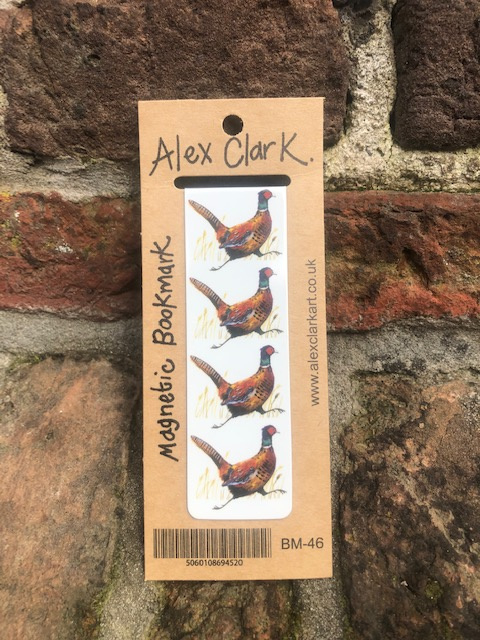 Alex Clark.
Magnetic Bookmark
www.alexclarkart.co.uk
5060108694520
BM-46